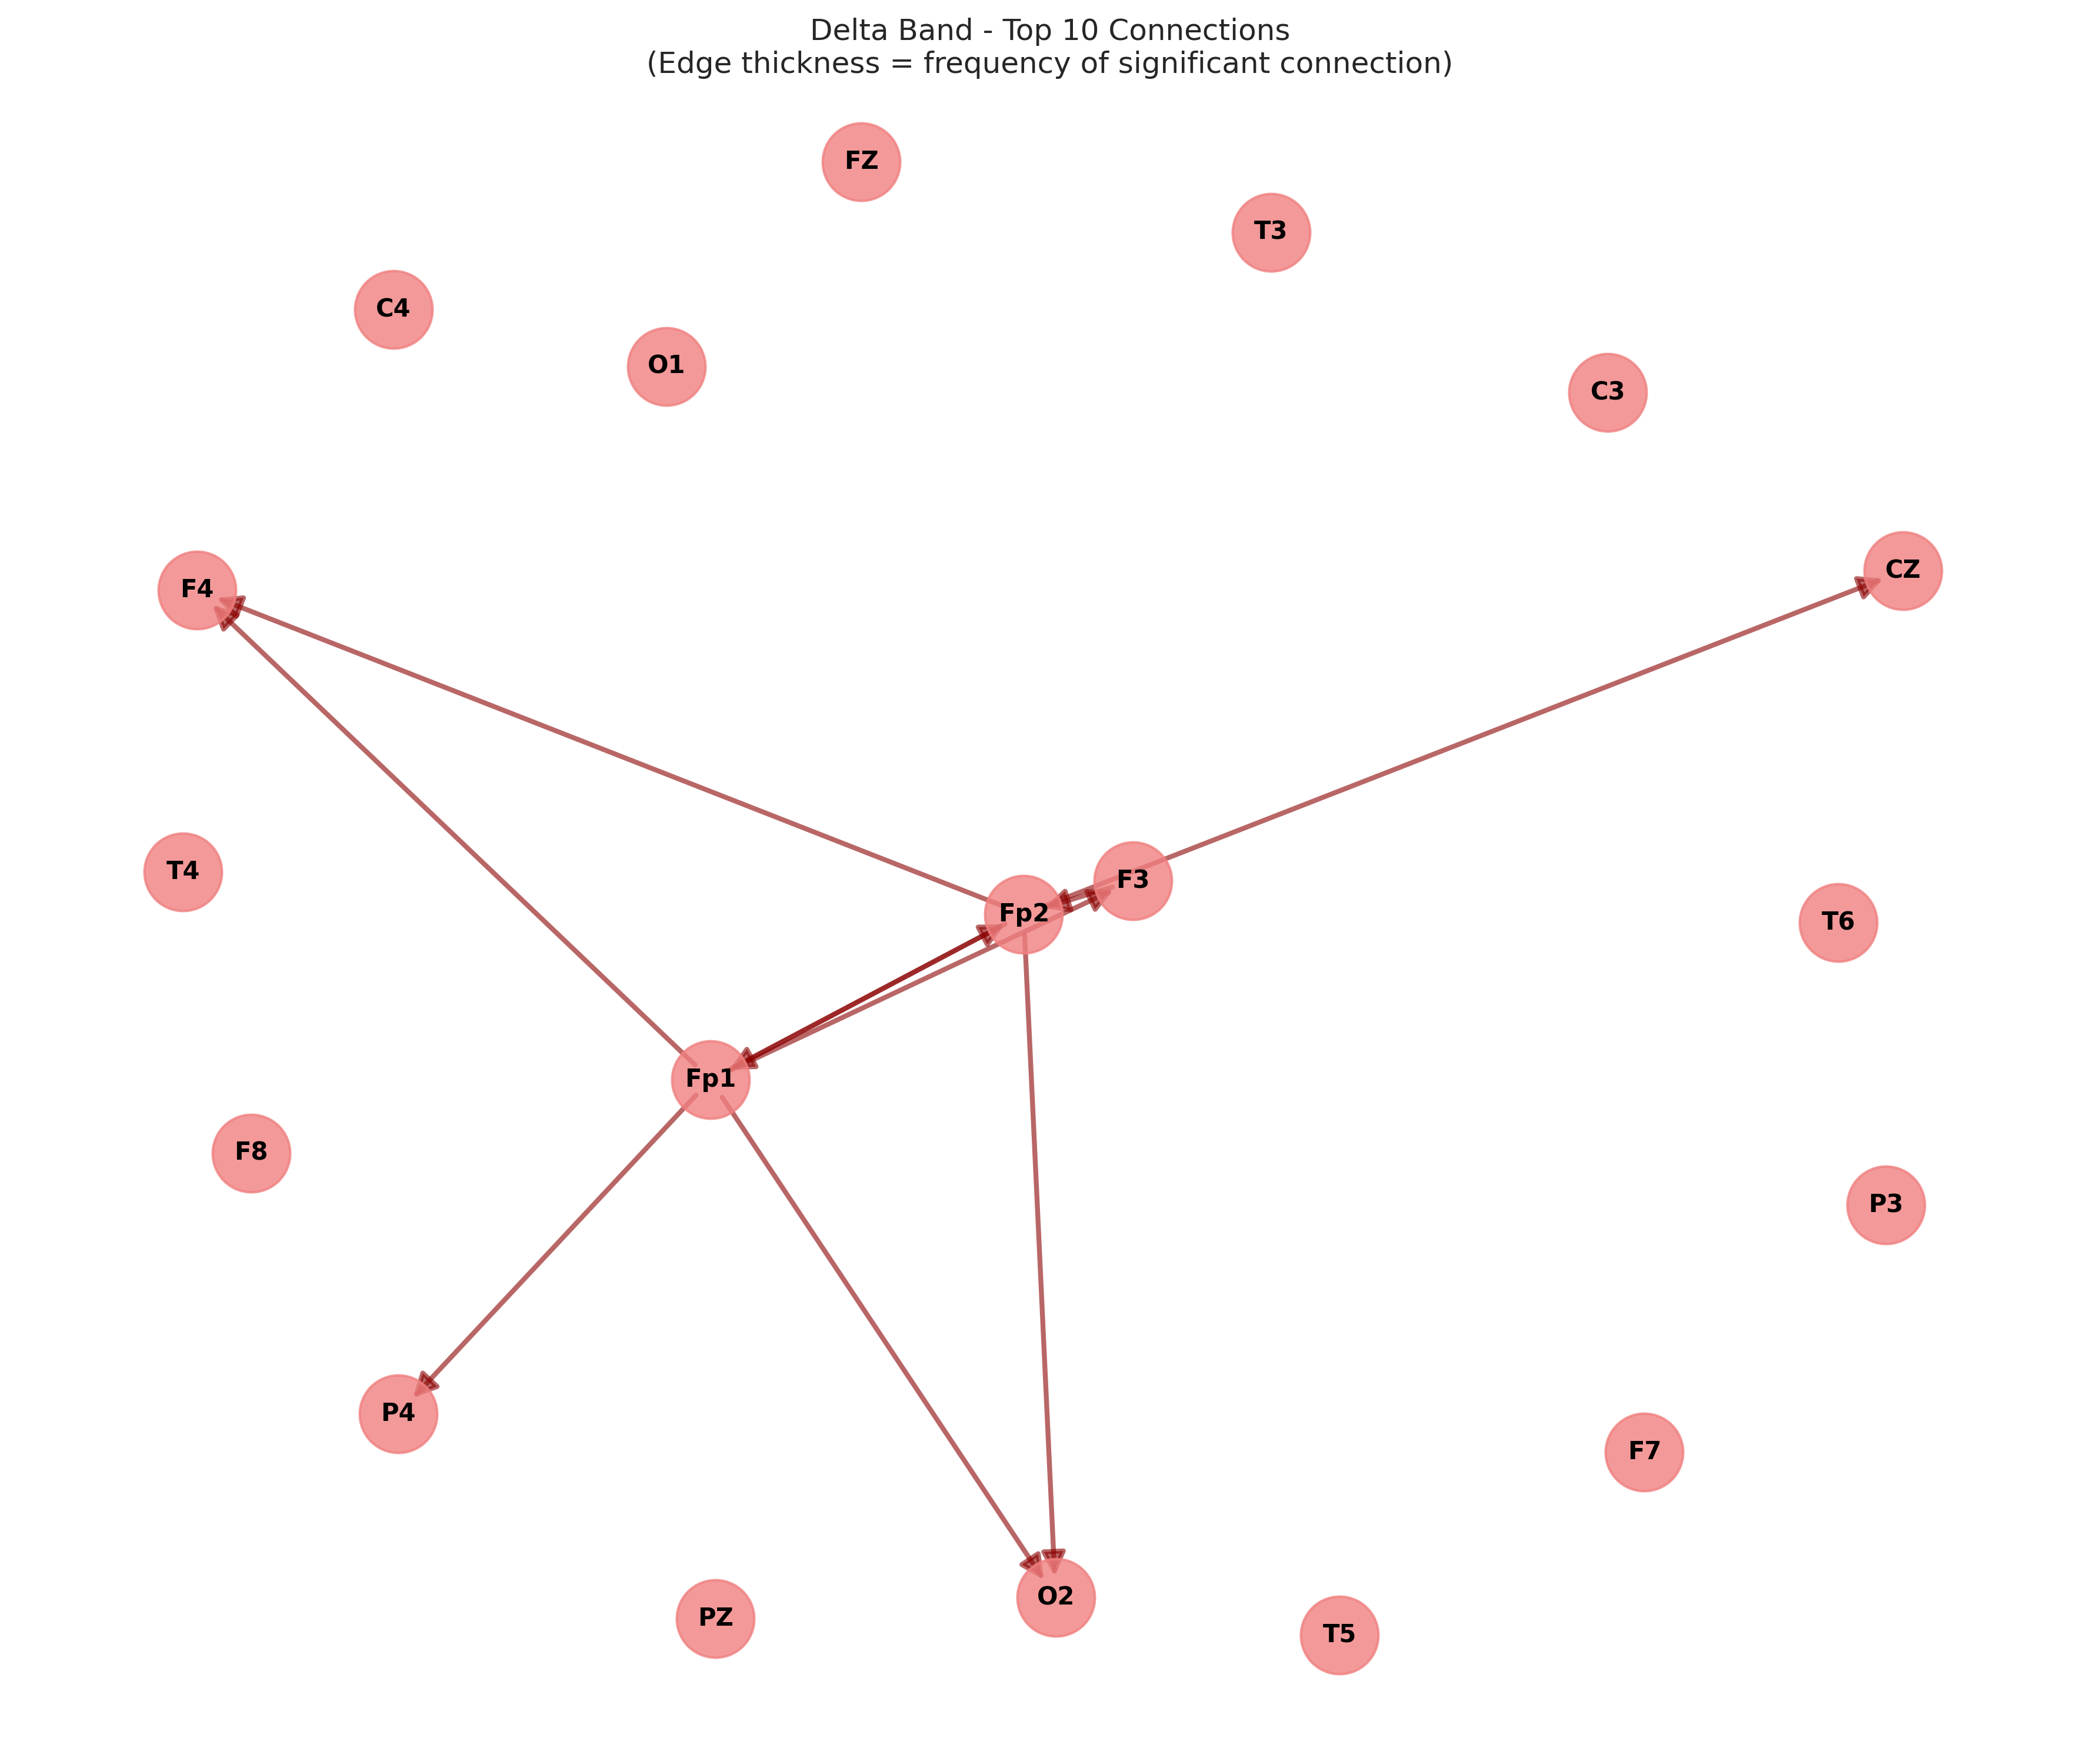 Delta Band - Top 10 Connections
(Edge thickness = frequency of significant connection)
FZ
T3
C4
O1
C3
CZ
F4
T4
F3
Fp2
T6
Fp1
F8
P3
P4
F7
O2
PZ
T5